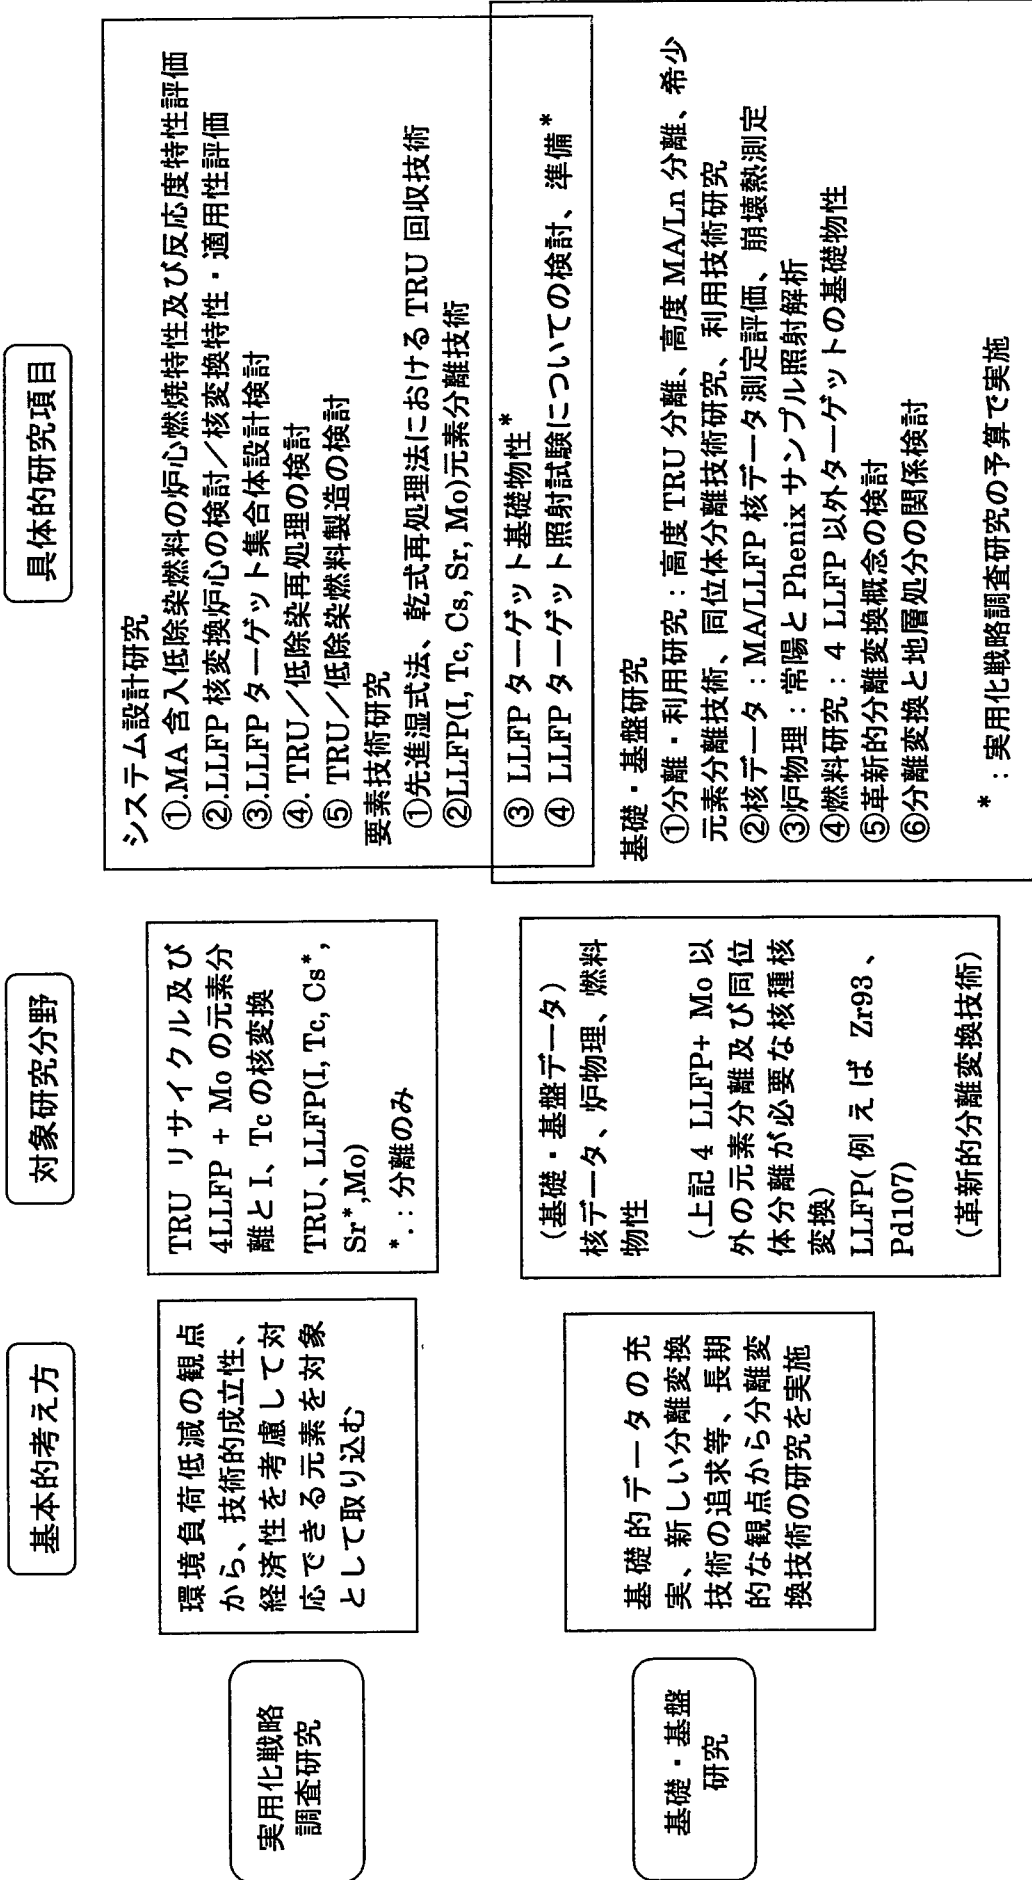 基本的考え方
対象研究分野
具体的研究項目
実用化戦略
調査研究
環境負荷低減の観点
から、技術的成立性、
経済性を考慮して対
応できる元素を対象
として取り込む
TRU リサイクル及び
4LLFP + Mo の元素分
離と I、Tc の核変換
TRU、LLFP(I, Tc, Cs*,
Sr*,Mo)
*.：分離のみ
システム設計研究
①.MA 含入低除染燃料の炉心燃焼特性及び反応度特性評価
②.LLFP 核変換炉心の検討／核変換特性・適用性評価
③.LLFP ターゲット集合体設計検討
④. TRU／低除染再処理の検討
⑤ TRU／低除染燃料製造の検討
要素技術研究
①先進湿式法、乾式再処理法における TRU 回収技術
②LLFP(I, Tc, Cs, Sr, Mo)元素分離技術
③ LLFP ターゲット基礎物性*
④ LLFP ターゲット照射試験についての検討、準備*
基礎・基盤
研究
基礎的データの充
実、新しい分離変換
技術の追求等、長期
的な観点から分離変
換技術の研究を実施
（基礎・基盤データ）
核データ、炉物理、燃料
物性
（上記 4 LLFP+ Mo 以
外の元素分離及び同位
体分離が必要な核種核
変換）
LLFP(例えば Zr93 、
Pd107)
（革新的分離変換技術）
基礎・基盤研究
①分離・利用研究：高度 TRU 分離、高度 MA/Ln 分離、希少
元素分離技術、同位体分離技術研究、利用技術研究
②核データ：MA/LLFP 核データ測定評価、崩壊熱測定
③炉物理：常陽と Phenix サンプル照射解析
④燃料研究：4 LLFP 以外ターゲットの基礎物性
⑤革新的分離変換概念の検討
⑥分離変換と地層処分の関係検討
*：実用化戦略調査研究の予算で実施